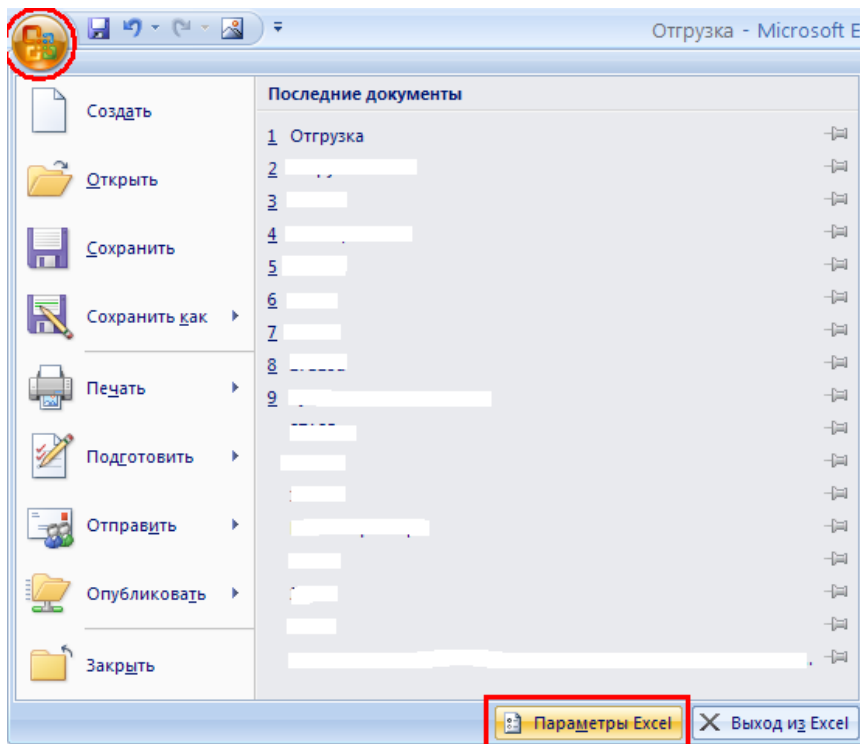 Отгрузка - Microsoft E
Создать
Открыть
Сохранить
Сохранить как
Печать
Подготовить
Отправить
Опубликовать
Закрыть
Последние документы
1 Отгрузка
2
3
4
5
6
7
8
9
Параметры Excel
Выход из Excel